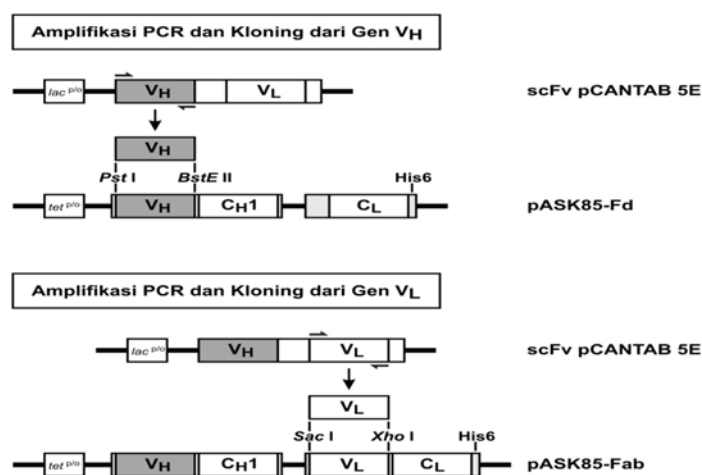 Amplifikasi PCR dan Kloning dari Gen VH
lac p/o VH VL scFv pCANTAB 5E
VH
Pst I BstE II His6
tet p/o VH CH1 CL pASK85-Fd
Amplifikasi PCR dan Kloning dari Gen VL
lac p/o VH VL scFv pCANTAB 5E
VL
Sac I Xho I His6
tet p/o VH CH1 VL CL pASK85-Fab